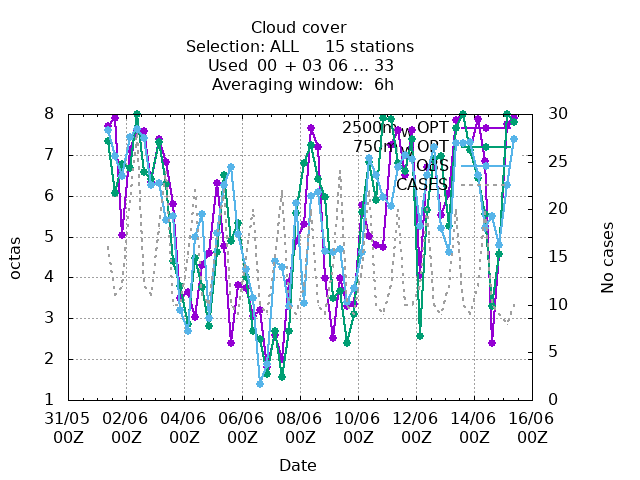 Cloud cover
Selection: ALL 15 stations
Used 00 + 03 06 ... 33
Averaging window: 6h
octas
No cases
8
7
6
5
4
3
2
1
30
25
20
15
10
5
0
2500m OPT
750m OPT
OBS
CASES
31/05 02/06 04/06 06/06 08/06 10/06 12/06 14/06 16/06
00Z 00Z 00Z 00Z 00Z 00Z 00Z 00Z 00Z
Date